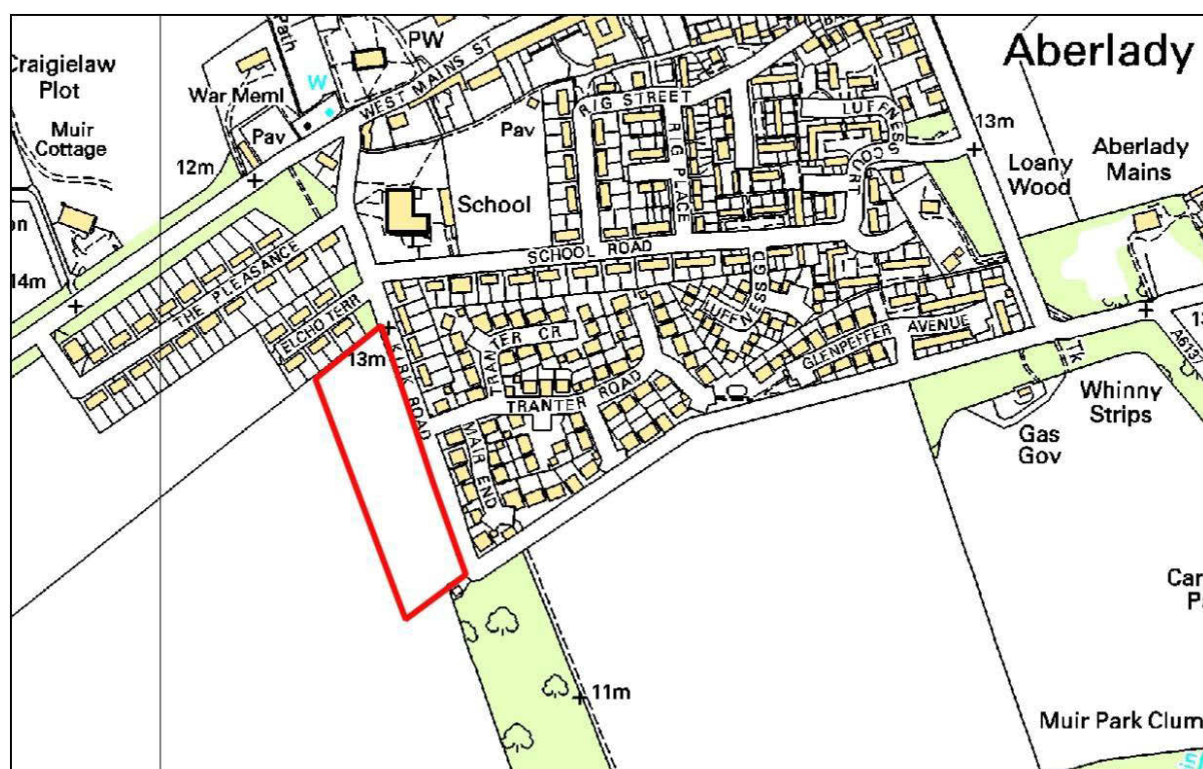 Aberlady
Craigielaw
Plot
Muir
Cottage
War Meml
Path
W
PW
Pav
WEST MAINS ST
Pav
RIG STREET
RIG PLACE
LUFFNESS
COURT
13m
Loany
Wood
Aberlady
Mains
12m
School
SCHOOL ROAD
14m
THE PLEASANCE
ELCHO TERR
13m
KIRK ROAD
TRANTER CR
TRANTER ROAD
MAIR END
GLENPEFFER AVENUE
TK
A6137
Whinny
Strips
Gas
Gov
11m
Muir Park Clum